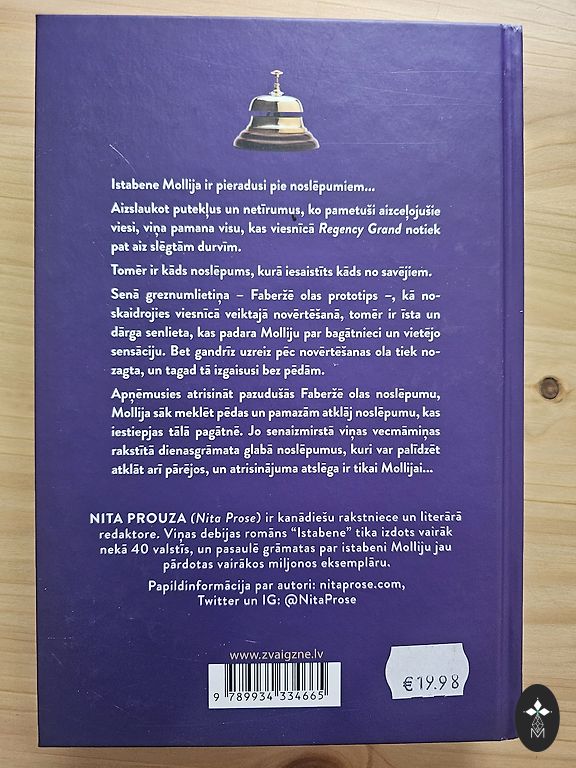 Istabene Mollija ir pieradusi pie noslēpumiem...
Aizslaukot putekļus un netīrumus, ko pametuši aizceļojušie
viesi, viņa pamana visu, kas viesnīcā Regency Grand notiek
pat aiz slēgtām durvīm.
Tomēr ir kāds noslēpums, kurā iesaistīts kāds no savējiem.
Senā greznumlietiņa – Faberžē olas prototips –, kā no-
skaidrojies viesnīcā veiktajā novērtēšanā, tomēr ir īsta un
dārga senlieta, kas padara Molliju par bagātnieci un vietējo
sensāciju. Bet gandrīz uzreiz pēc novērtēšanas ola tiek no-
zagta, un tagad tā izgaisusi bez pēdām.
Apņēmusies atrisināt pazudušās Faberžē olas noslēpumu,
Mollija sāk meklēt pēdas un pamazām atklāj noslēpumu, kas
iestiepjas tālā pagātnē. Jo senaizmirstā viņas vecmāmiņas
rakstītā dienasgrāmata glabā noslēpumus, kuri var palīdzēt
atklāt arī pārējos, un atrisinājuma atslēga ir tikai Mollijai...
NITA PROUZA (Nita Prose) ir kanādiešu rakstniece un literārā
redaktore. Viņas debijas romāns “Istabene” tika izdots vairāk
nekā 40 valstīs, un pasaulē grāmatas par istabeni Molliju jau
pārdotas vairākos miljonos eksemplāru.
Papildinformācija par autori: nitaprose.com,
Twitter un IG: @NitaProse
www.zvaigzne.lv
€19.98
9 789934 334665
M